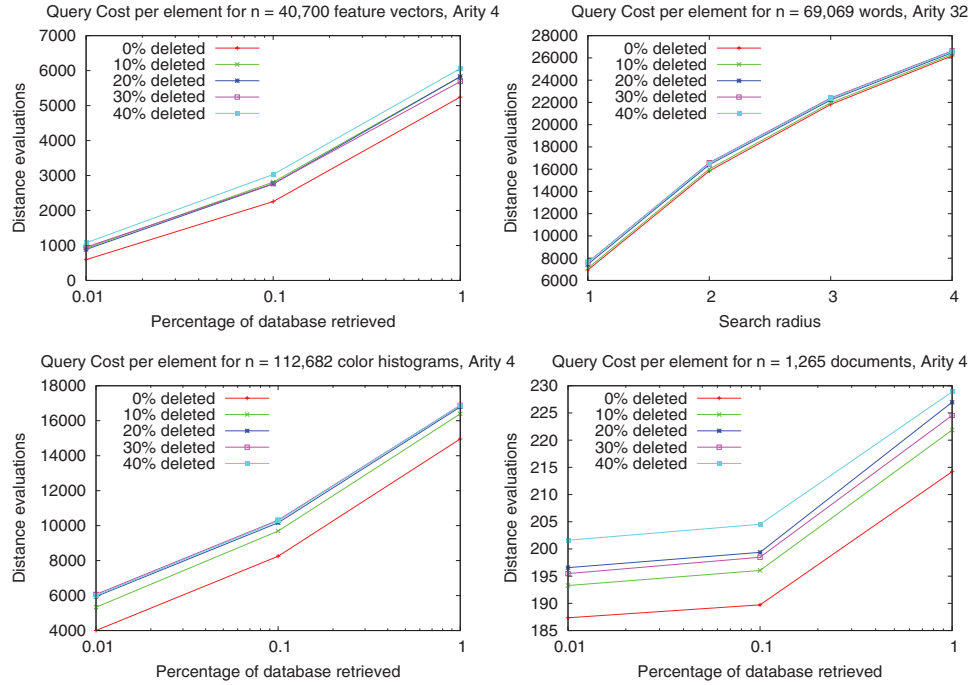 Query Cost per element for n = 40,700 feature vectors, Arity 4
Distance evaluations
7000
6000
5000
4000
3000
2000
1000
0
0% deleted
10% deleted
20% deleted
30% deleted
40% deleted
0.01
0.1
1
Percentage of database retrieved
Query Cost per element for n = 69,069 words, Arity 32
Distance evaluations
28000
26000
24000
22000
20000
18000
16000
14000
12000
10000
8000
6000
0% deleted
10% deleted
20% deleted
30% deleted
40% deleted
1
2
3
4
Search radius
Query Cost per element for n = 112,682 color histograms, Arity 4
Distance evaluations
18000
16000
14000
12000
10000
8000
6000
4000
0% deleted
10% deleted
20% deleted
30% deleted
40% deleted
0.01
0.1
1
Percentage of database retrieved
Query Cost per element for n = 1,265 documents, Arity 4
Distance evaluations
230
225
220
215
210
205
200
195
190
185
0% deleted
10% deleted
20% deleted
30% deleted
40% deleted
0.01
0.1
1
Percentage of database retrieved